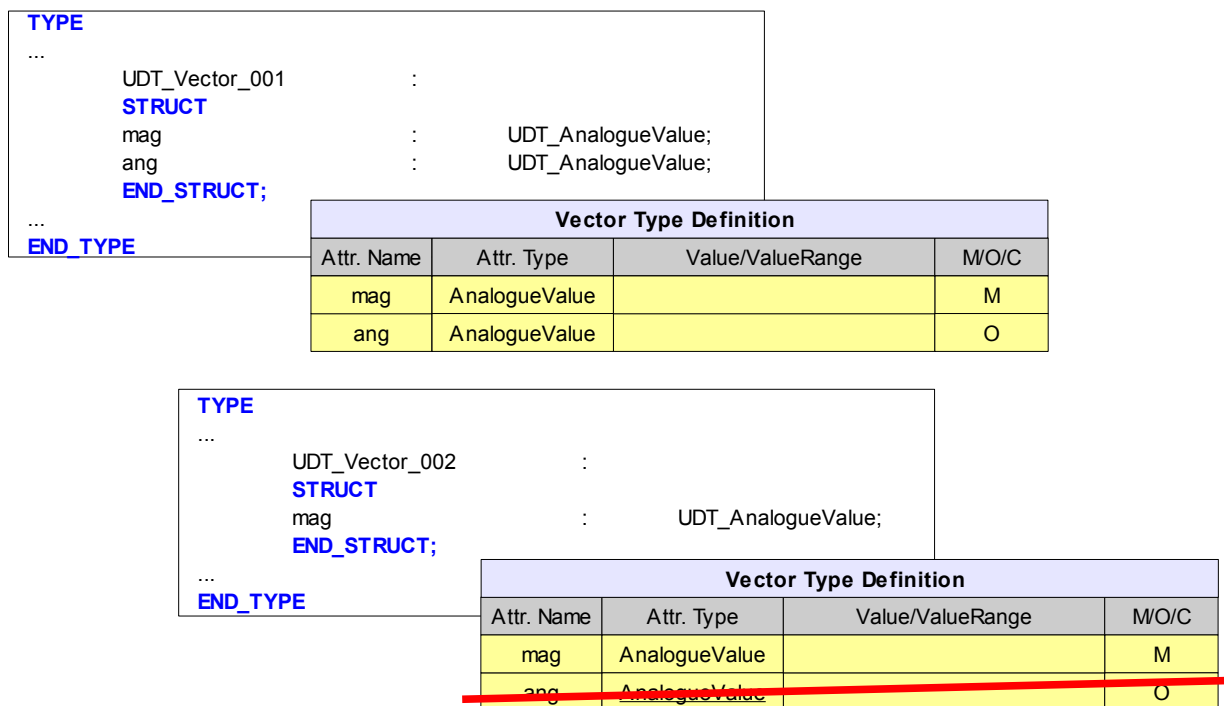 TYPE
...
UDT_Vector_001 :
STRUCT
mag : UDT_AnalogueValue;
ang : UDT_AnalogueValue;
END_STRUCT;
...
END_TYPE
Vector Type Definition
Attr. Name Attr. Type Value/ValueRange M/O/C
mag AnalogueValue M
ang AnalogueValue O
TYPE
...
UDT_Vector_002 :
STRUCT
mag : UDT_AnalogueValue;
END_STRUCT;
...
END_TYPE
Vector Type Definition
Attr. Name Attr. Type Value/ValueRange M/O/C
mag AnalogueValue M
ang AnalogueValue O